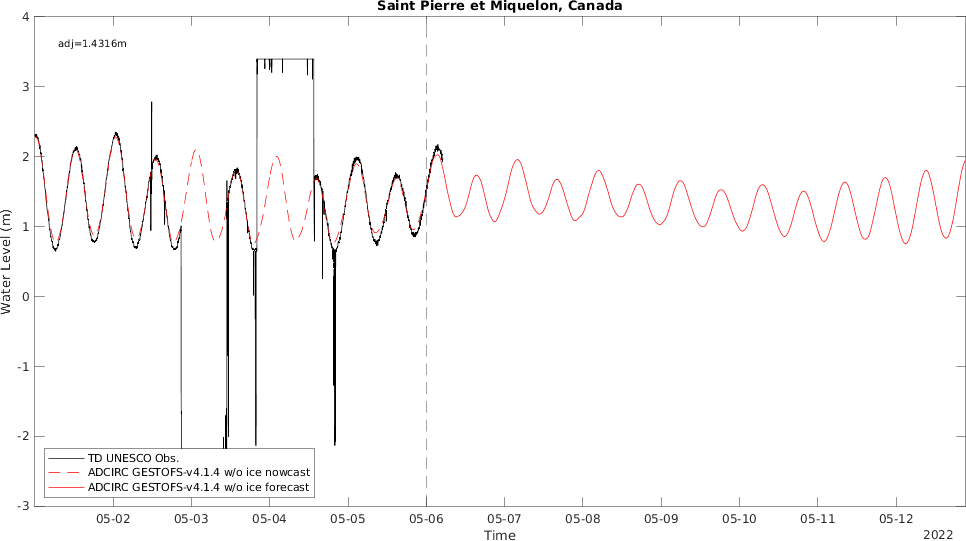 Saint Pierre et Miquelon, Canada
adj=1.4316m
4
3
2
1
0
-1
-2
-3
Water Level (m)
TD UNESCO Obs.
ADCIRC GESTOFS-v4.1.4 w/o ice nowcast
ADCIRC GESTOFS-v4.1.4 w/o ice forecast
05-02 05-03 05-04 05-05 05-06 05-07 05-08 05-09 05-10 05-11 05-12
Time
2022